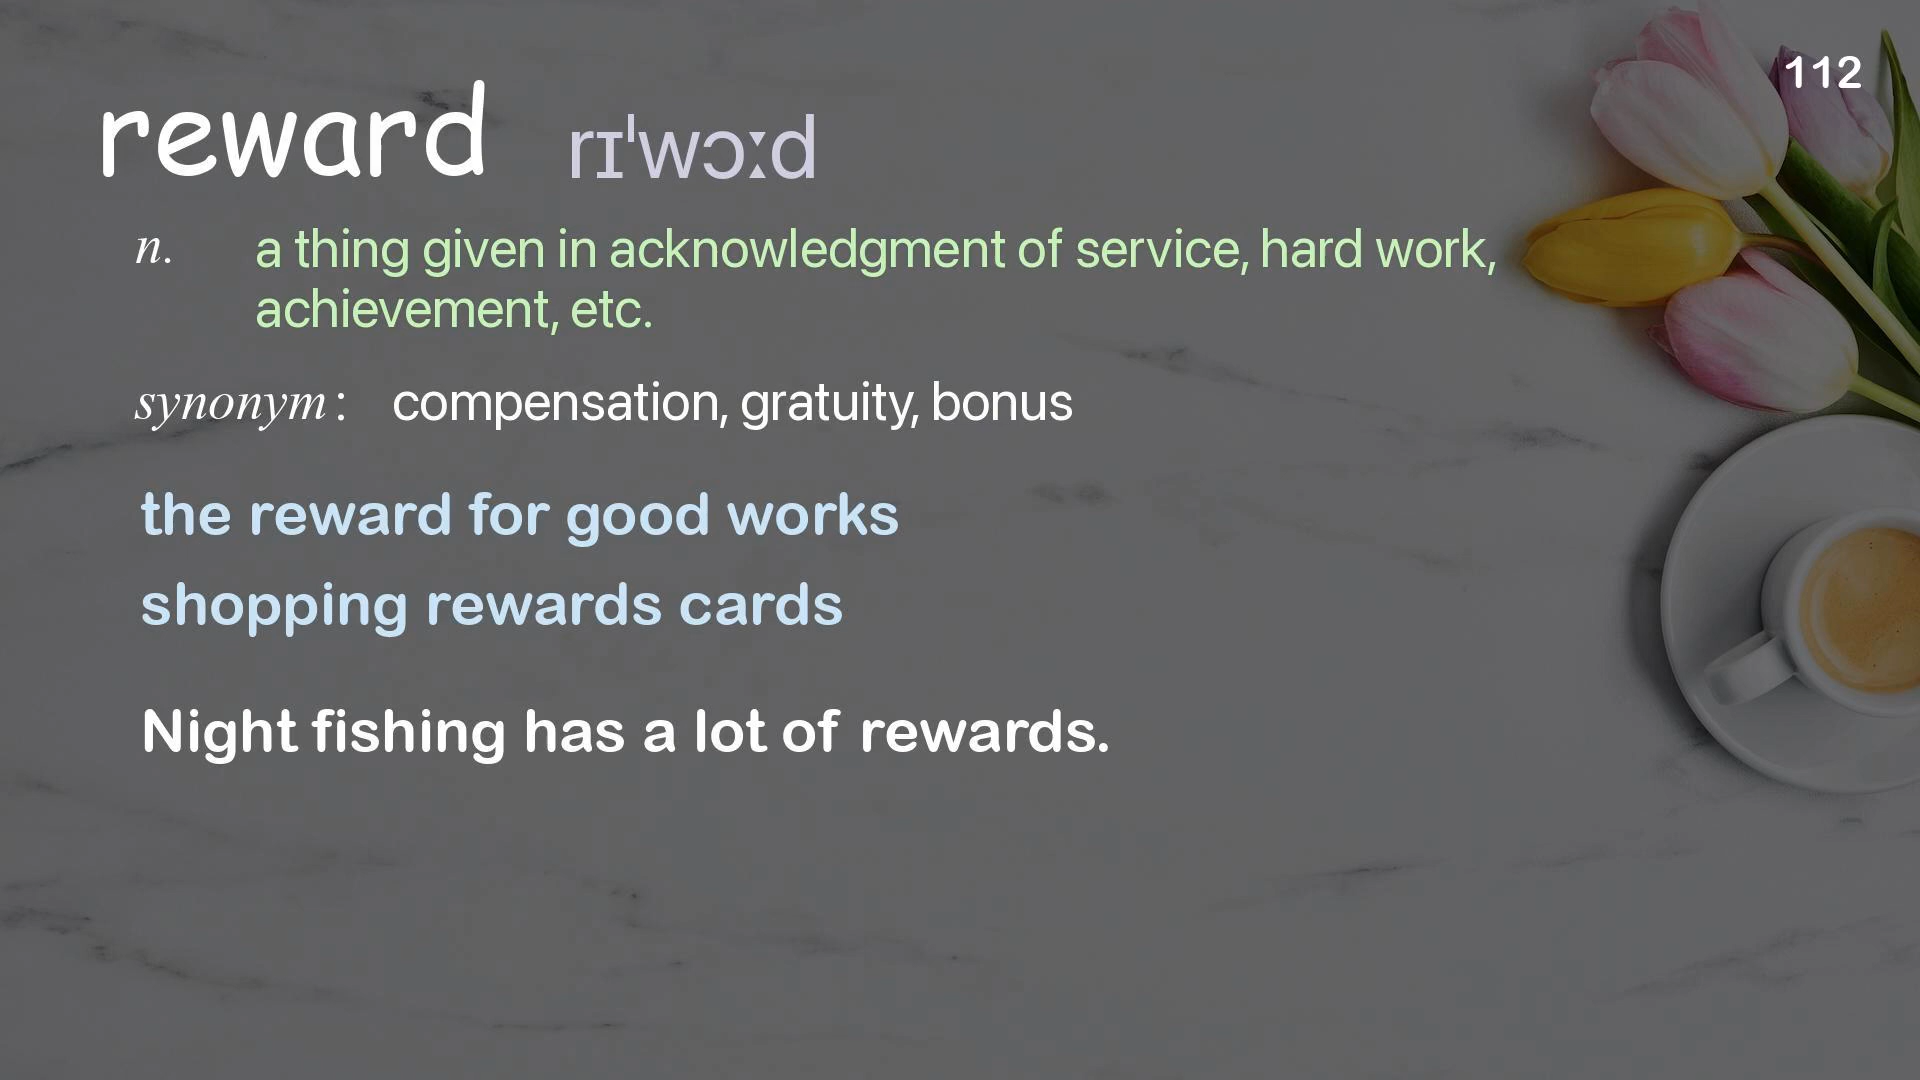 112
reward rɪˈwɔːd
n. a thing given in acknowledgment of service, hard work,
achievement, etc.
synonym: compensation, gratuity, bonus
the reward for good works
shopping rewards cards
Night fishing has a lot of rewards.